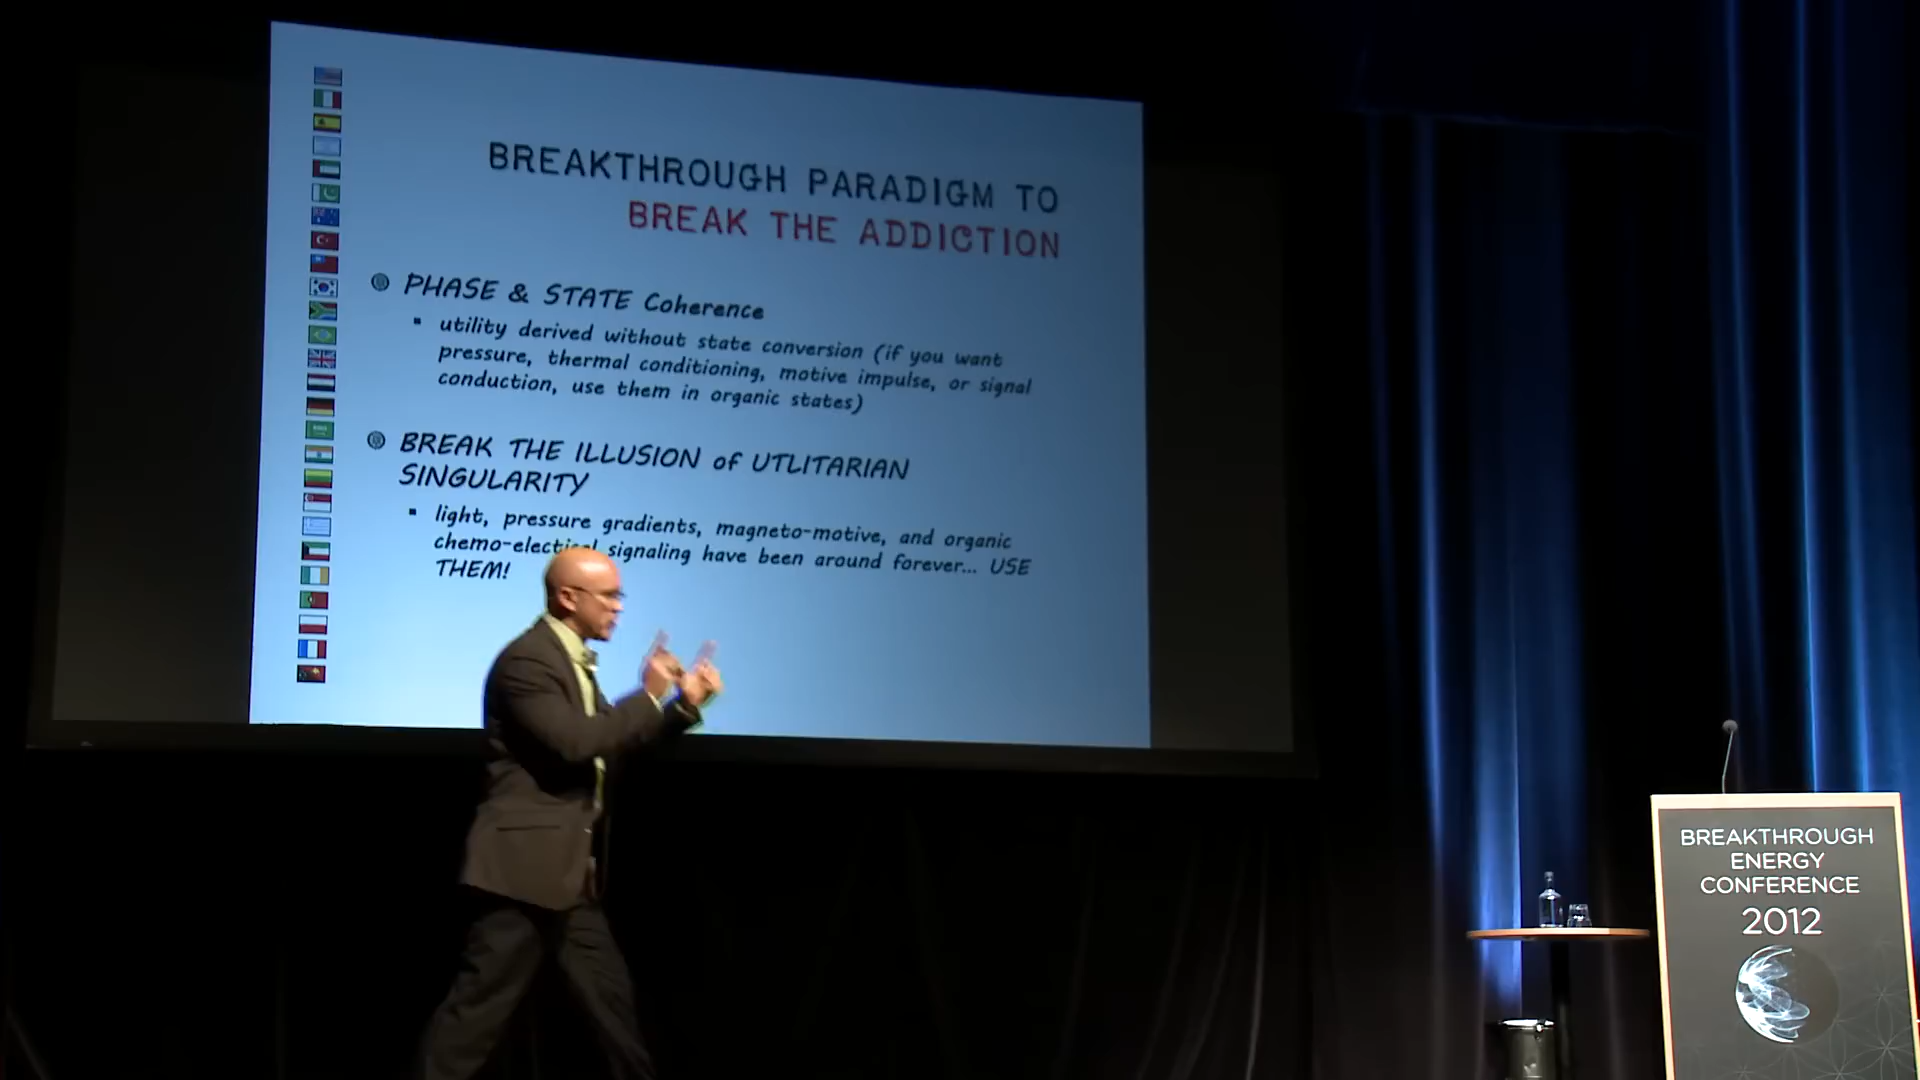 BREAKTHROUGH PARADIGM TO
BREAK THE ADDICTION
PHASE & STATE Coherence
utility derived without state conversion (if you want
pressure, thermal conditioning, motive impulse, or signal
conduction, use them in organic states)
BREAK THE ILLUSION of UTLITARIAN
SINGULARITY
light, pressure gradients, magneto-motive, and organic
signaling have been around forever... USE
THEM!
BREAKTHROUGH
ENERGY
CONFERENCE
2012